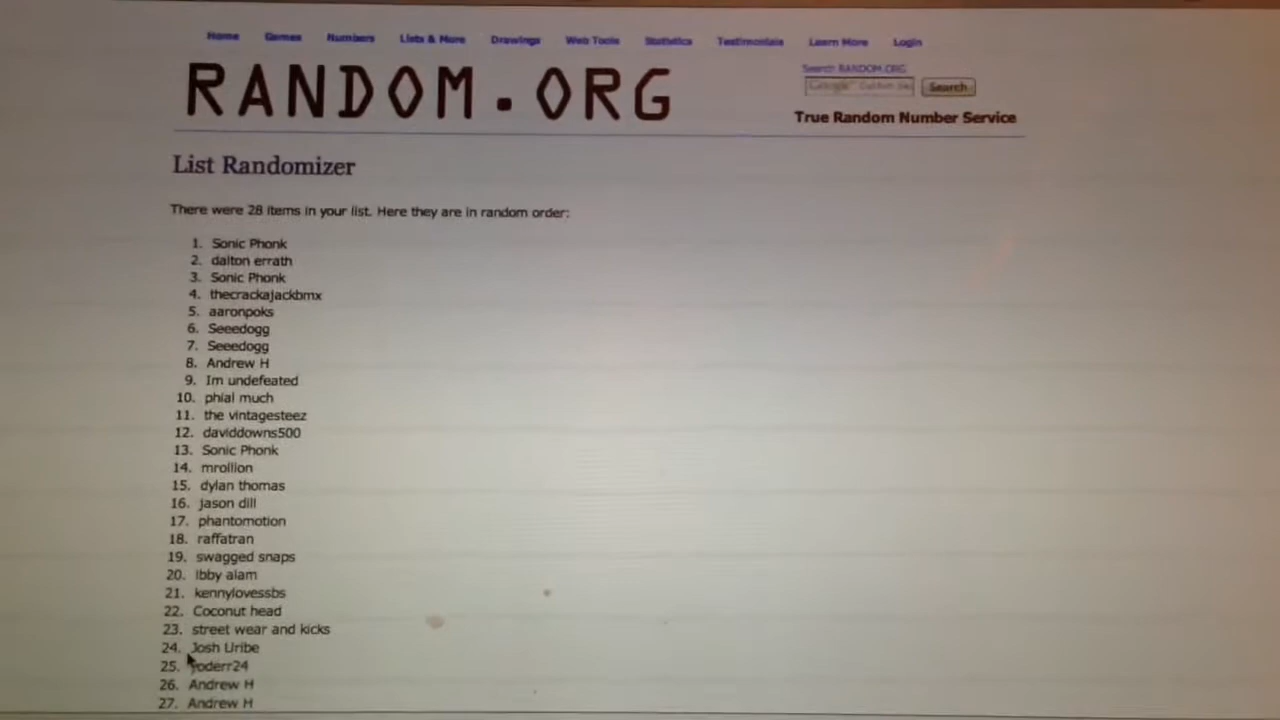 Home Games Numbers Lists & More Drawings Web Tools Statistics Testimonials Learn More Login
RANDOM.ORG
Search RANDOM.ORG
Google Search
True Random Number Service
List Randomizer
There were 28 items in your list. Here they are in random order:
1. Sonic Phonk
2. dalton errath
3. Sonic Phonk
4. thecrackajackbmx
5. aaronpoks
6. Seeedogg
7. Seeedogg
8. Andrew H
9. Im undefeated
10. phial much
11. the vintagesteez
12. daviddowns500
13. Sonic Phonk
14. mrollion
15. dylan thomas
16. jason dill
17. phantomotion
18. raffatran
19. swagged snaps
20. ibby alam
21. kennylovessbs
22. Coconut head
23. street wear and kicks
24. Josh Uribe
25. yoderr24
26. Andrew H
27. Andrew H